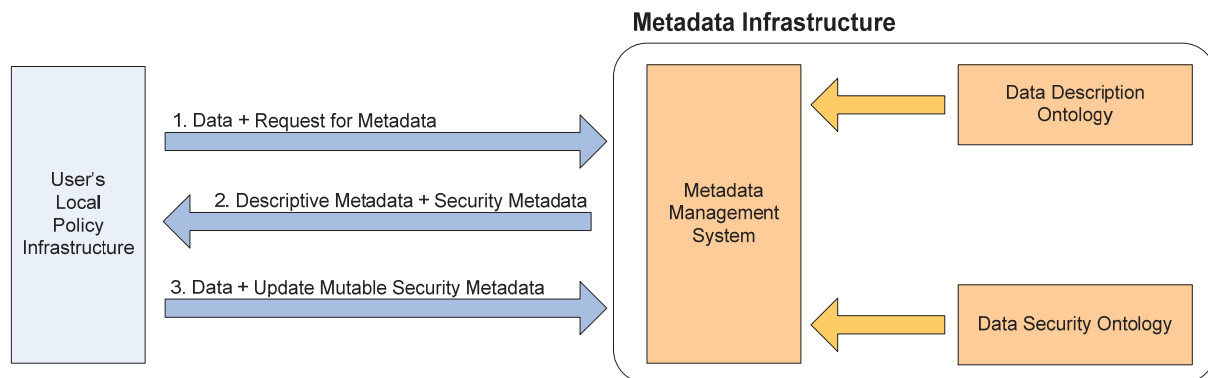 Metadata Infrastructure
User's
Local
Policy
Infrastructure
1. Data + Request for Metadata
2. Descriptive Metadata + Security Metadata
3. Data + Update Mutable Security Metadata
Metadata
Management
System
Data Description
Ontology
Data Security Ontology